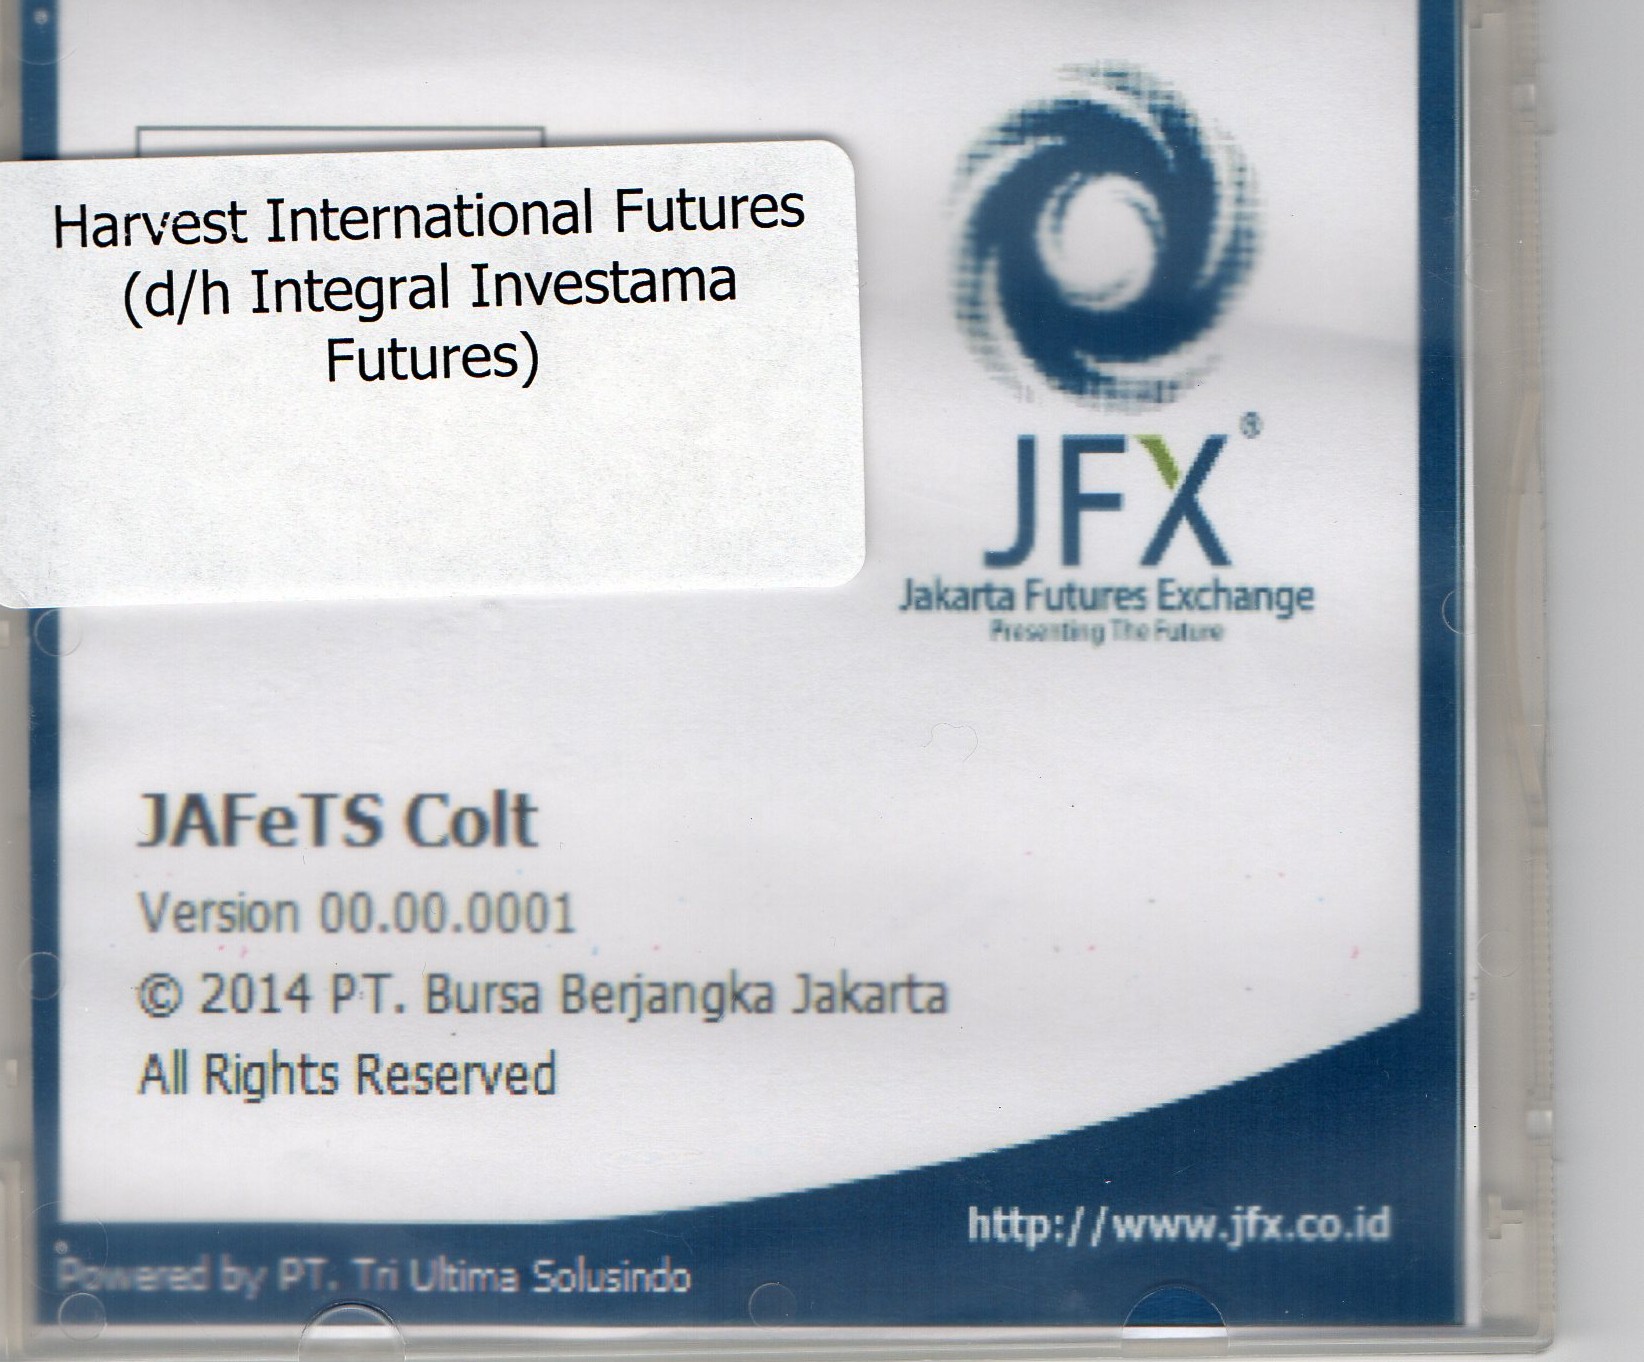 Harvest International Futures
(d/h Integral Investama
Futures)
JFX®
Jakarta Futures Exchange
Presenting The Future
JAFeTS Colt
Version 00.00.0001
© 2014 PT. Bursa Berjangka Jakarta
All Rights Reserved
http://www.jfx.co.id
Powered by PT. Tri Ultima Solusindo